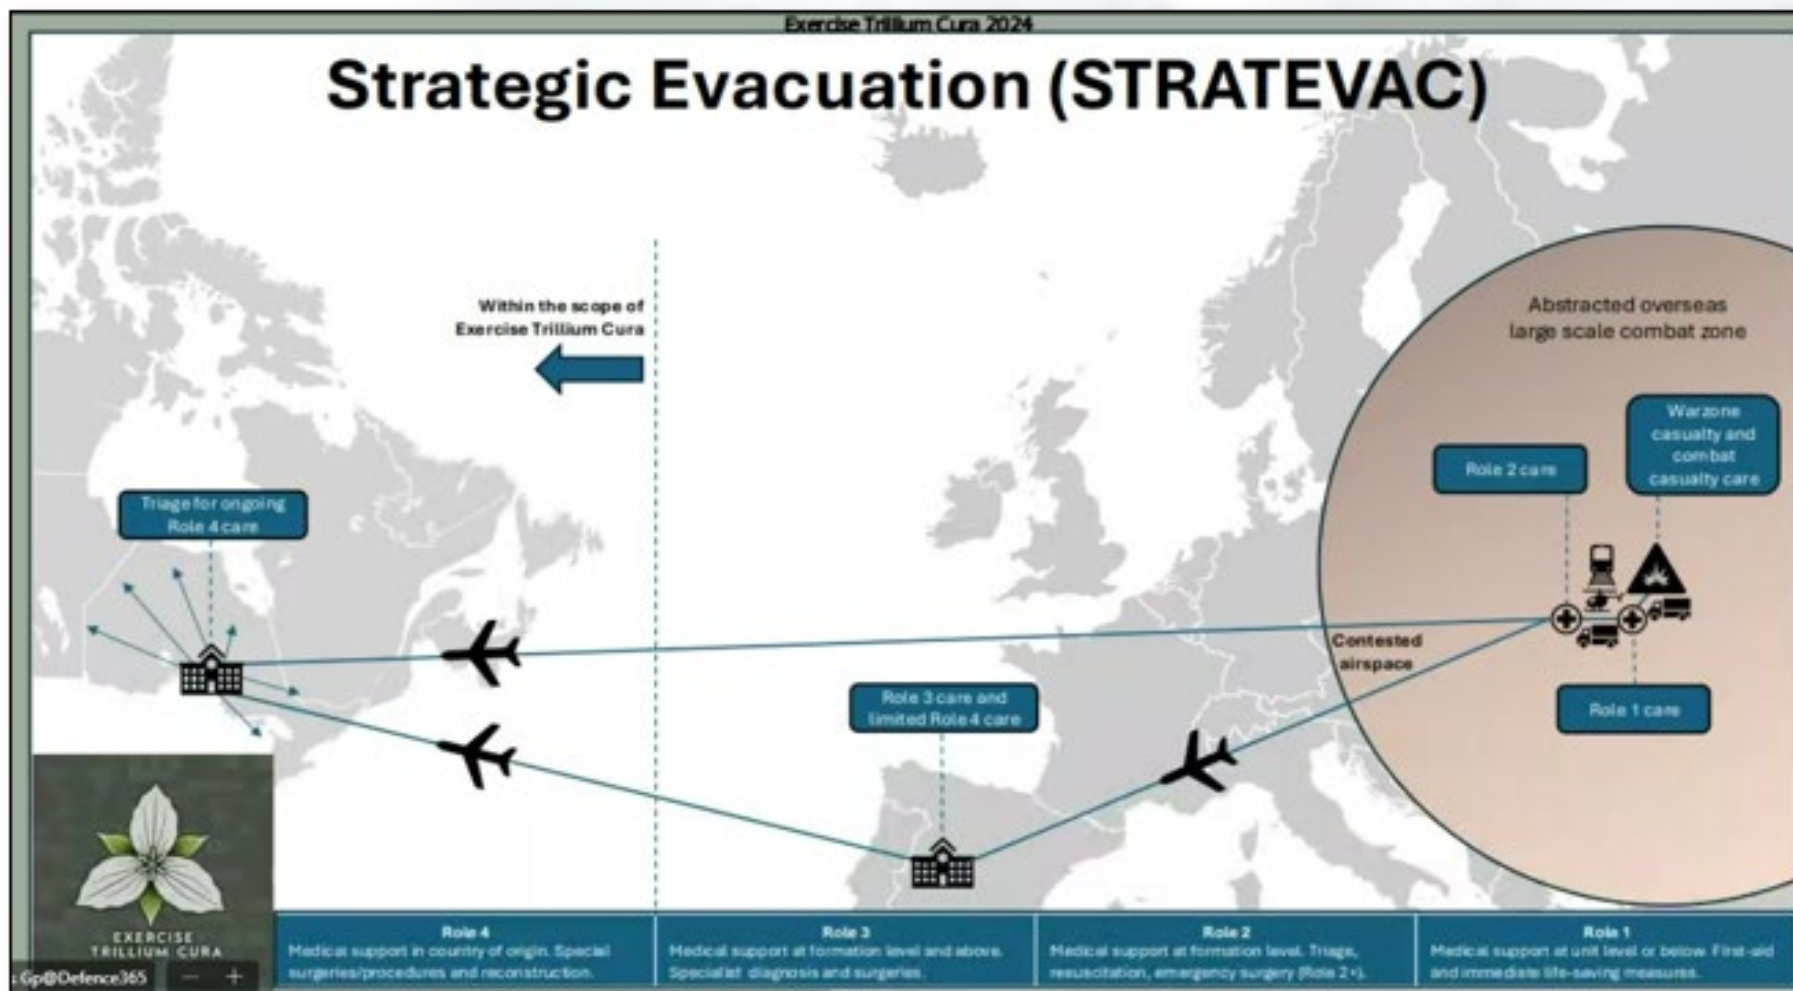 Exercise Trillium Cura 2024
Strategic Evacuation (STRATEVAC)
Within the scope of
Exercise Trillium Cura
Abstracted overseas
large scale combat zone
Warzone
casualty and
combat
casualty care
Role 2 care
Triage for ongoing
Role 4 care
Contested
airspace
Role 3 care and
limited Role 4 care
Role 1 care
EXERCISE
TRILLIUM CURA
Role 4
Medical support in country of origin. Special
surgeries/procedures and reconstruction.
Role 3
Medical support at formation level and above.
Specialist diagnosis and surgeries.
Role 2
Medical support at formation level. Triage,
resuscitation, emergency surgery (Role 2+).
Role 1
Medical support at unit level or below. First-aid
and immediate life-saving measures.
Gp@Defence365